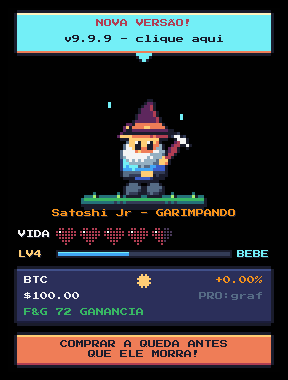 NOVA VERSÃO!
v9.9.9 - clique aqui
Satoshi Jr - GARIMPANDO
VIDA
LV4 BEBE
BTC +0.00%
$100.00 PRO:graf
F&G 72 GANANCIA
COMPRAR A QUEDA ANTES
QUE ELE MORRA!